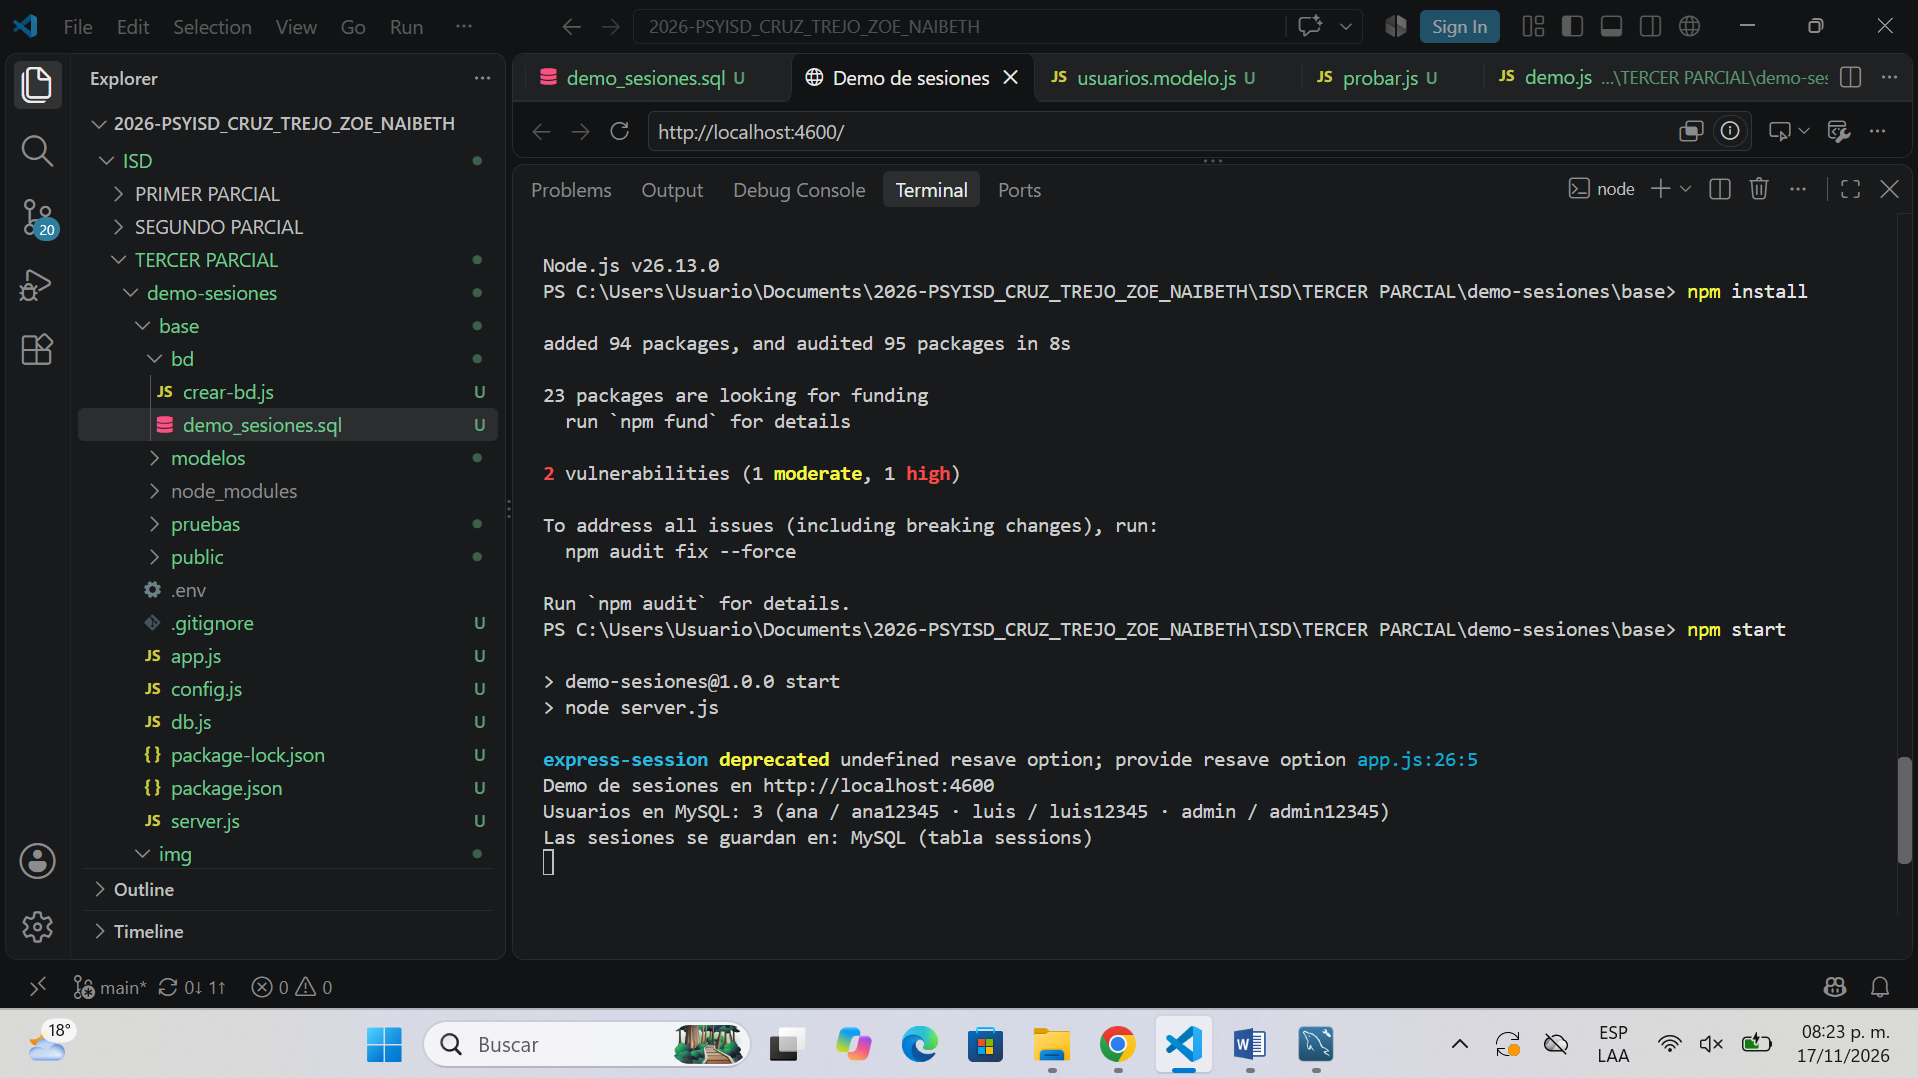 File Edit Selection View Go Run ···
2026-PSYISD_CRUZ_TREJO_ZOE_NAIBETH
Sign In
Explorer
2026-PSYISD_CRUZ_TREJO_ZOE_NAIBETH
ISD
PRIMER PARCIAL
SEGUNDO PARCIAL
TERCER PARCIAL
demo-sesiones
base
bd
JS crear-bd.js U
demo_sesiones.sql U
modelos
node_modules
pruebas
public
.env
.gitignore U
JS app.js U
JS config.js U
JS db.js U
{} package-lock.json U
{} package.json U
JS server.js U
img
Outline
Timeline
20
demo_sesiones.sql U
Demo de sesiones
JS usuarios.modelo.js U
JS probar.js U
JS demo.js ...\TERCER PARCIAL\demo-ses
http://localhost:4600/
Problems Output Debug Console Terminal Ports
node
Node.js v26.13.0
PS C:\Users\Usuario\Documents\2026-PSYISD_CRUZ_TREJO_ZOE_NAIBETH\ISD\TERCER PARCIAL\demo-sesiones\base> npm install
added 94 packages, and audited 95 packages in 8s
23 packages are looking for funding
run `npm fund` for details
2 vulnerabilities (1 moderate, 1 high)
To address all issues (including breaking changes), run:
npm audit fix --force
Run `npm audit` for details.
PS C:\Users\Usuario\Documents\2026-PSYISD_CRUZ_TREJO_ZOE_NAIBETH\ISD\TERCER PARCIAL\demo-sesiones\base> npm start
> demo-sesiones@1.0.0 start
> node server.js
express-session deprecated undefined resave option; provide resave option app.js:26:5
Demo de sesiones en http://localhost:4600
Usuarios en MySQL: 3 (ana / ana12345 · luis / luis12345 · admin / admin12345)
Las sesiones se guardan en: MySQL (tabla sessions)
main* 0↓ 1↑ 0 0
18°
Buscar
ESP
LAA
08:23 p. m.
17/11/2026